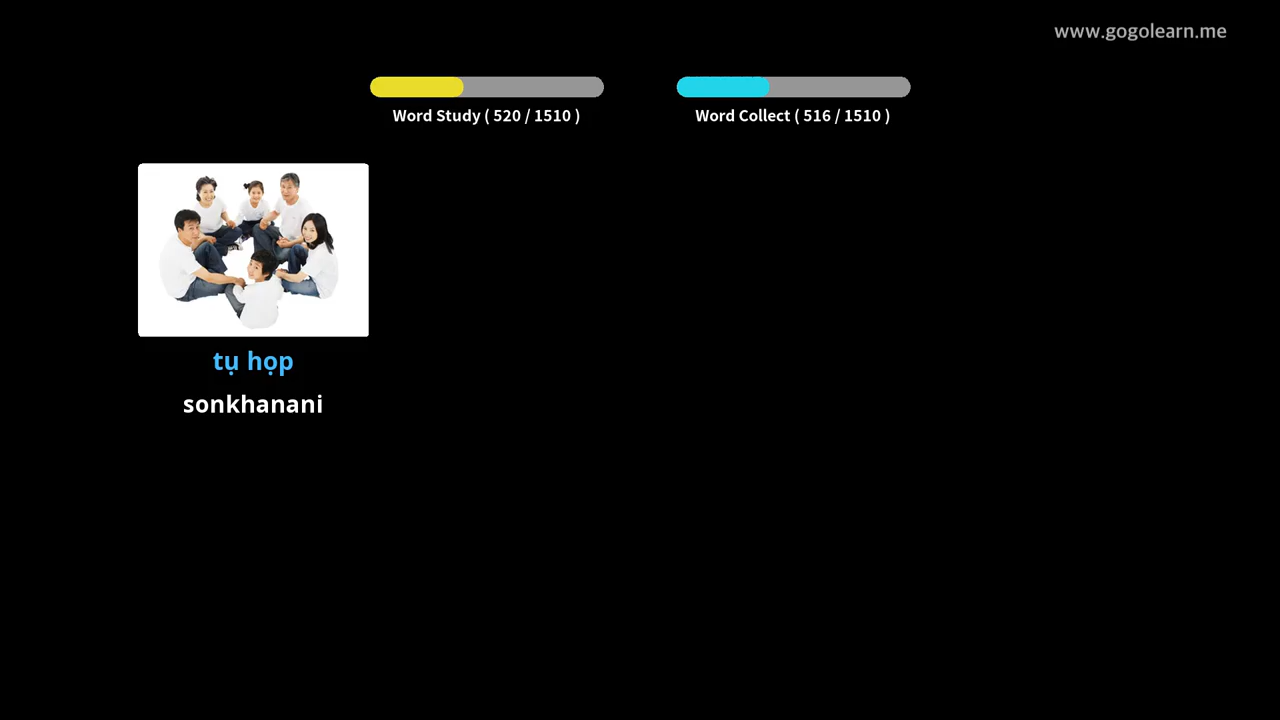 www.gogolearn.me
Word Study ( 520 / 1510 )
Word Collect ( 516 / 1510 )
tụ họp
sonkhanani